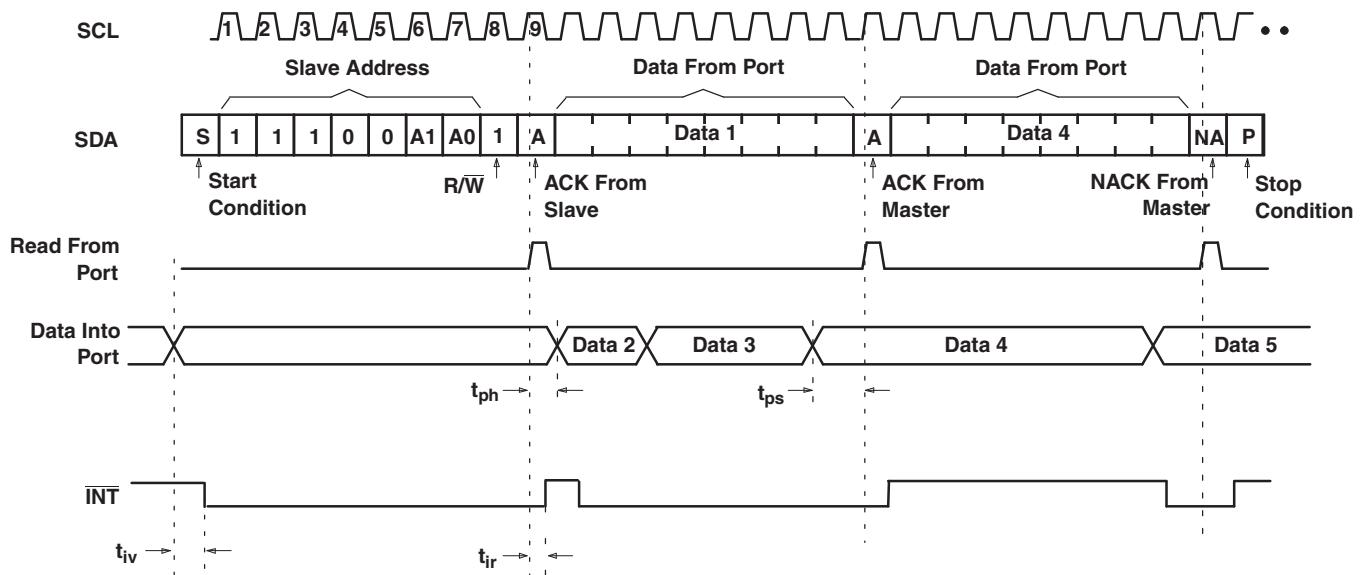 SCL
1 2 3 4 5 6 7 8 9
Slave Address
Data From Port
Data From Port
SDA
S 1 1 1 0 0 A1 A0 1 A Data 1 A Data 4 NA P
Start
Condition
R/W̅
ACK From
Slave
ACK From
Master
NACK From
Master
Stop
Condition
Read From
Port
Data Into
Port
Data 2
Data 3
Data 4
Data 5
tph
tps
I̅N̅T̅
tiv
tir